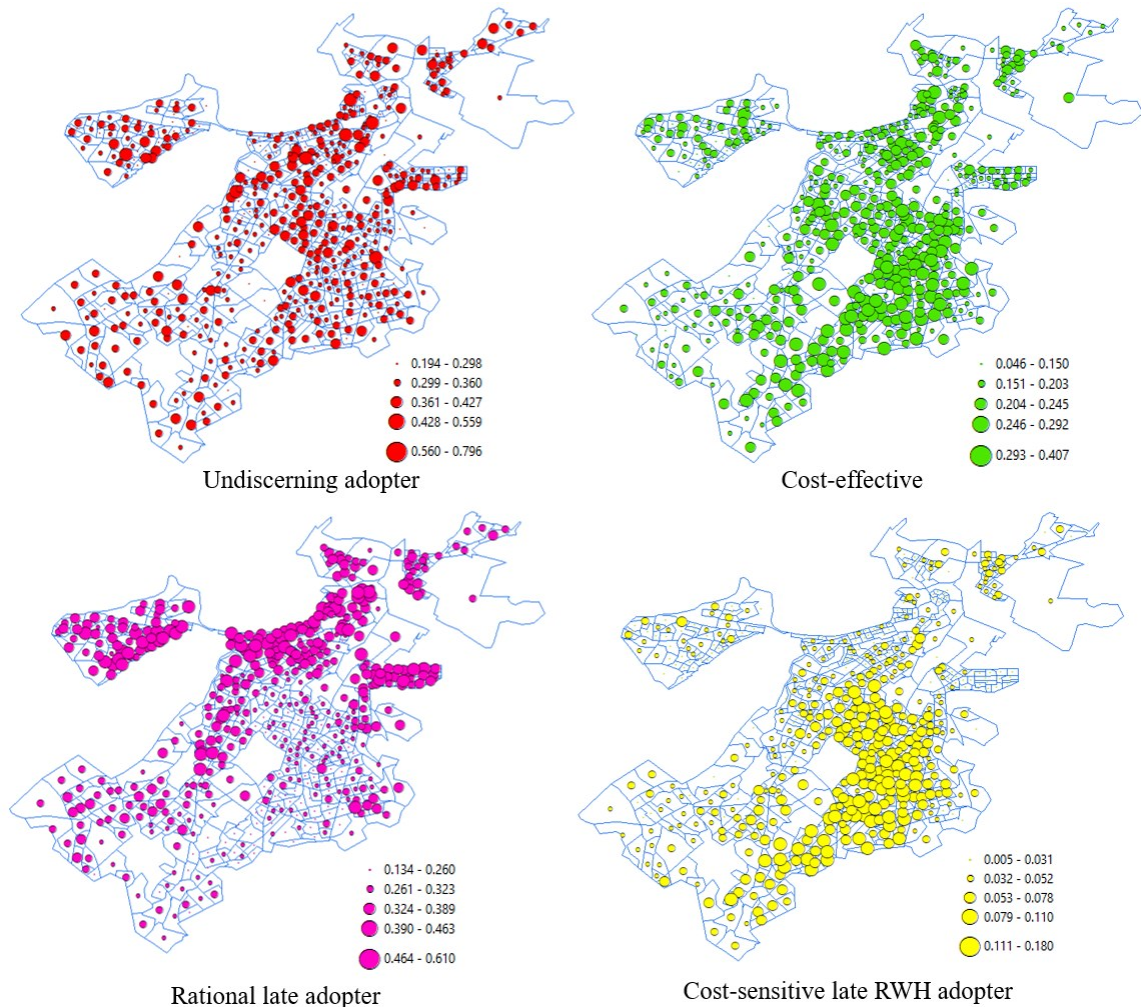 0.194 - 0.298
0.299 - 0.360
0.361 - 0.427
0.428 - 0.559
0.560 - 0.796
Undiscerning adopter
0.046 - 0.150
0.151 - 0.203
0.204 - 0.245
0.246 - 0.292
0.293 - 0.407
Cost-effective
0.134 - 0.260
0.261 - 0.323
0.324 - 0.389
0.390 - 0.463
0.464 - 0.610
Rational late adopter
0.005 - 0.031
0.032 - 0.052
0.053 - 0.078
0.079 - 0.110
0.111 - 0.180
Cost-sensitive late RWH adopter